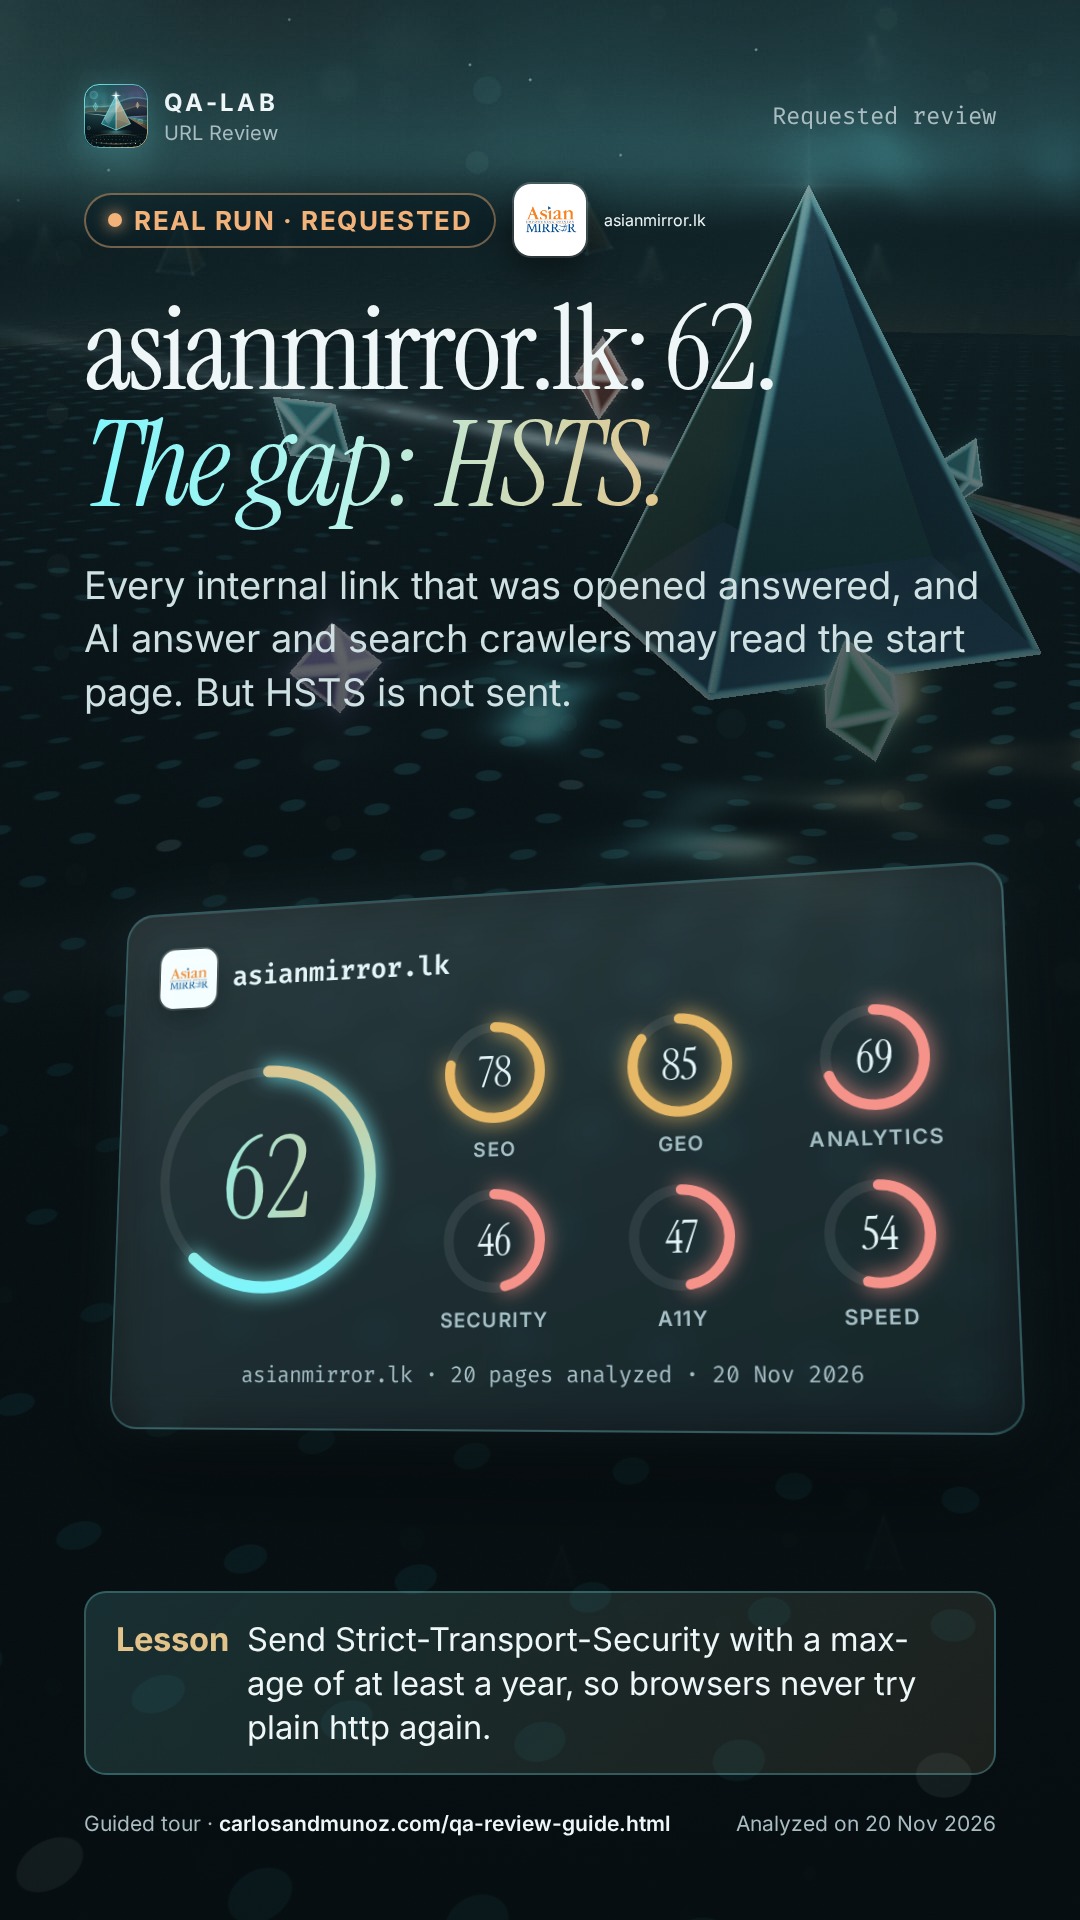 QA-LAB
URL Review
Requested review
REAL RUN · REQUESTED
Asian
MIRROR
asianmirror.lk
asianmirror.lk: 62.
The gap: HSTS.
Every internal link that was opened answered, and
AI answer and search crawlers may read the start
page. But HSTS is not sent.
Asian
MIRROR
asianmirror.lk
62
78
SEO
85
GEO
69
ANALYTICS
46
SECURITY
47
A11Y
54
SPEED
asianmirror.lk · 20 pages analyzed · 20 Nov 2026
Lesson Send Strict-Transport-Security with a max-
age of at least a year, so browsers never try
plain http again.
Guided tour · carlosandmunoz.com/qa-review-guide.html
Analyzed on 20 Nov 2026